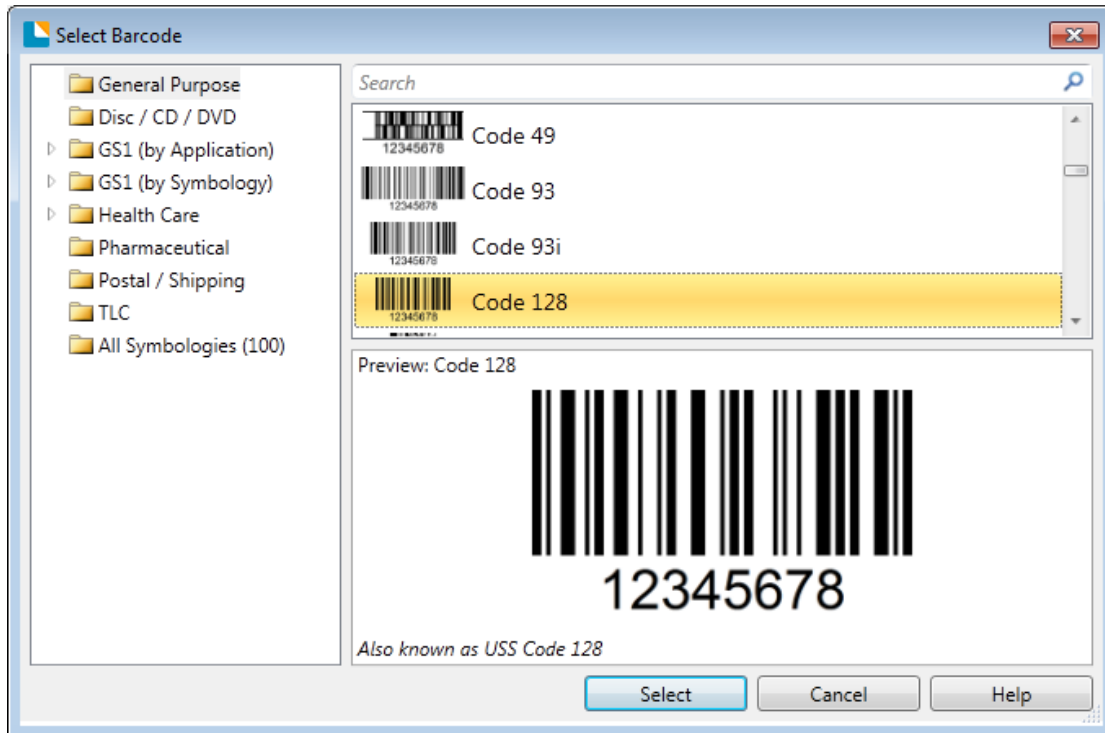 Select Barcode
General Purpose
Disc / CD / DVD
GS1 (by Application)
GS1 (by Symbology)
Health Care
Pharmaceutical
Postal / Shipping
TLC
All Symbologies (100)
Search
12345678
Code 49
12345678
Code 93
12345678
Code 93i
12345678
Code 128
Preview: Code 128
12345678
Also known as USS Code 128
Select
Cancel
Help